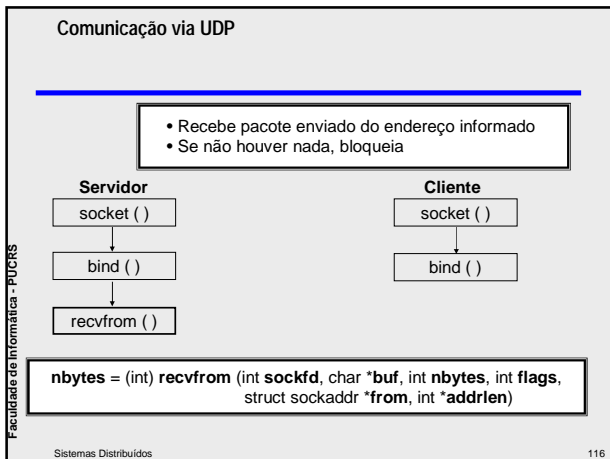 Comunicação via UDP
• Recebe pacote enviado do endereço informado
• Se não houver nada, bloqueia
Servidor
Cliente
socket ( )
socket ( )
bind ( )
bind ( )
recvfrom ( )
nbytes = (int) recvfrom (int sockfd, char *buf, int nbytes, int flags,
struct sockaddr *from, int *addrlen)
Faculdade de Informática - PUCRS
Sistemas Distribuídos
116